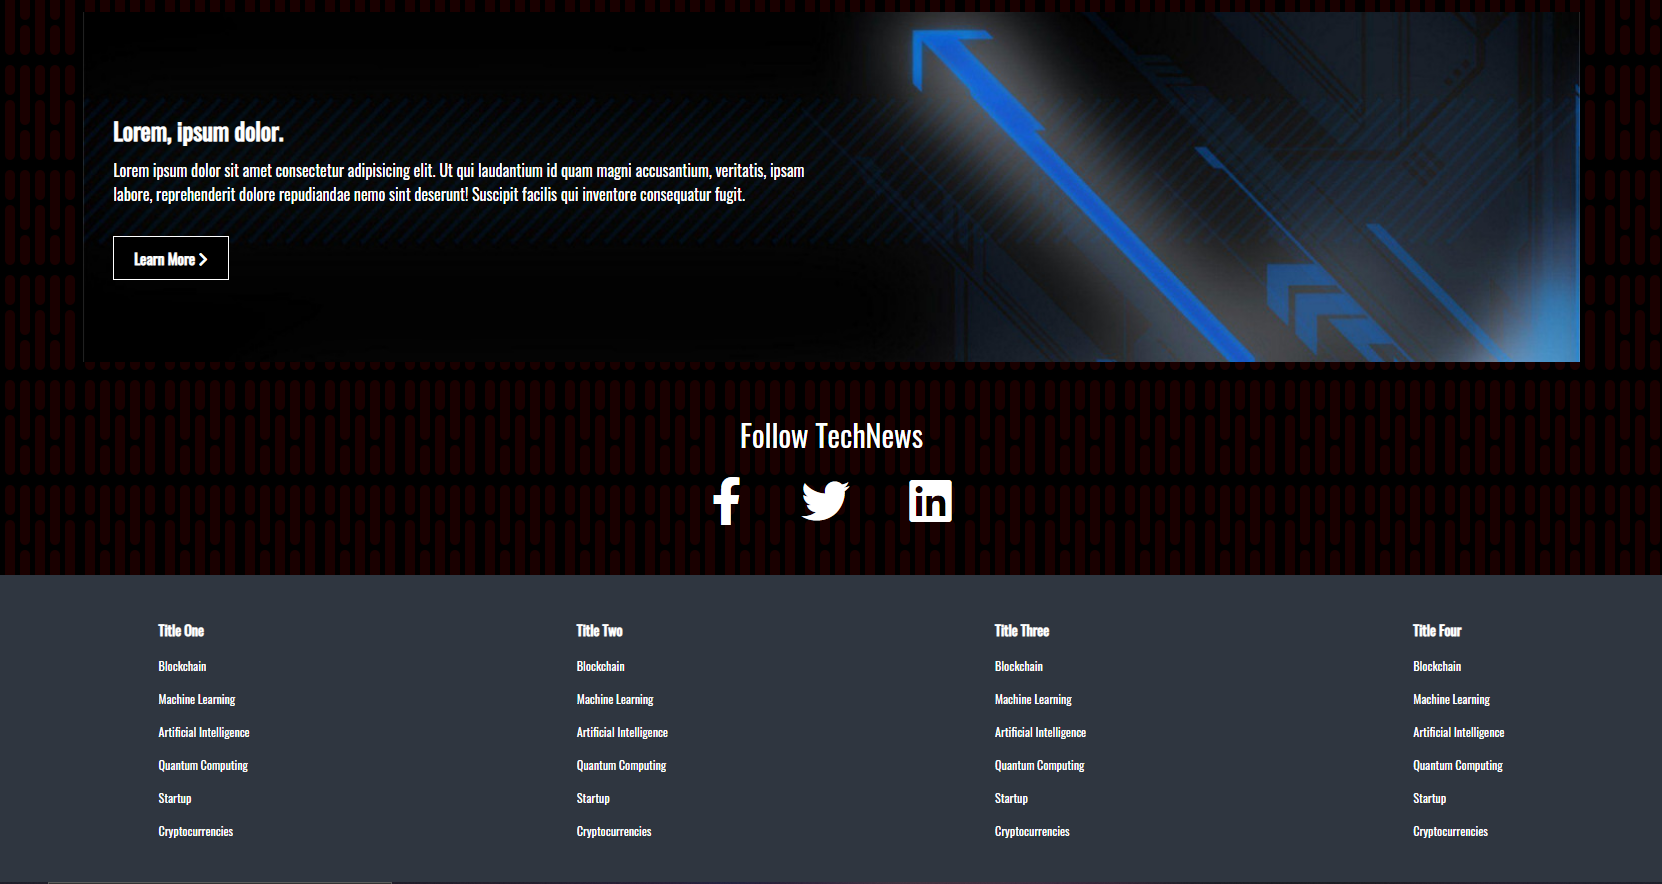 Lorem, ipsum dolor.
Lorem ipsum dolor sit amet consectetur adipisicing elit. Ut qui laudantium id quam magni accusantium, veritatis, ipsam
labore, reprehenderit dolore repudiandae nemo sint deserunt! Suscipit facilis qui inventore consequatur fugit.
Learn More
Follow TechNews
Title One
Blockchain
Machine Learning
Artificial Intelligence
Quantum Computing
Startup
Cryptocurrencies
Title Two
Blockchain
Machine Learning
Artificial Intelligence
Quantum Computing
Startup
Cryptocurrencies
Title Three
Blockchain
Machine Learning
Artificial Intelligence
Quantum Computing
Startup
Cryptocurrencies
Title Four
Blockchain
Machine Learning
Artificial Intelligence
Quantum Computing
Startup
Cryptocurrencies